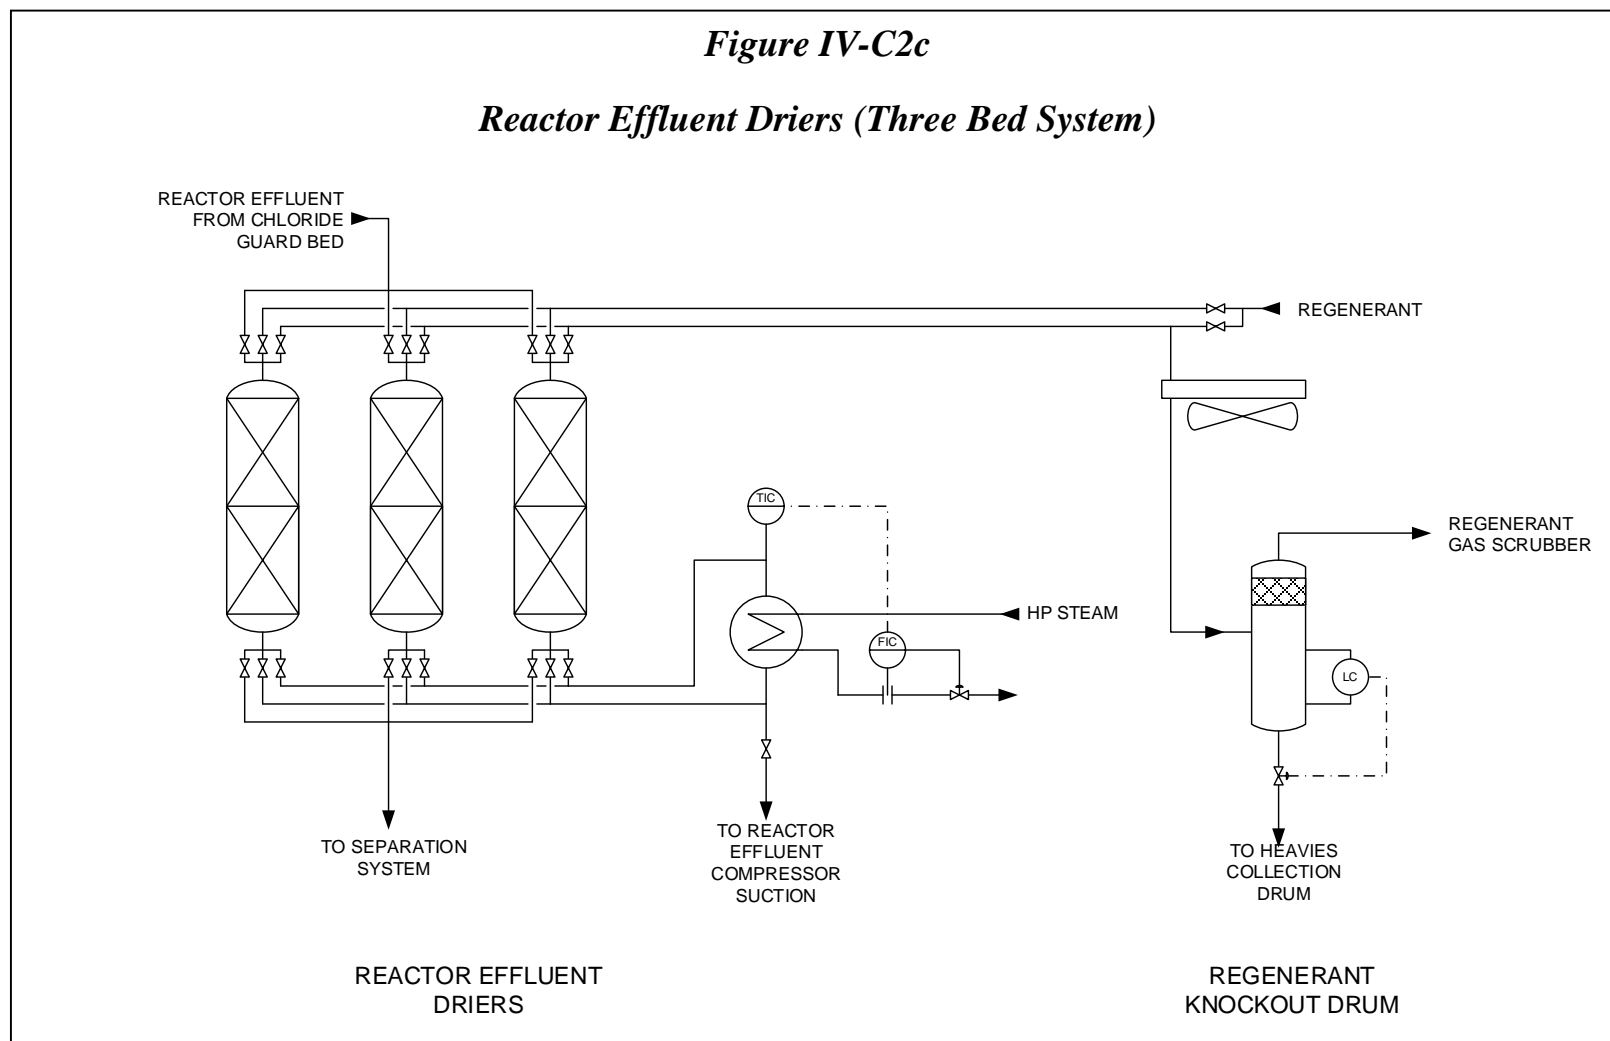 Figure IV-C2c
Reactor Effluent Driers (Three Bed System)
REACTOR EFFLUENT
FROM CHLORIDE
GUARD BED
REGENERANT
TIC
REGENERANT
GAS SCRUBBER
HP STEAM
FIC
LC
TO SEPARATION
SYSTEM
TO REACTOR
EFFLUENT
COMPRESSOR
SUCTION
TO HEAVIES
COLLECTION
DRUM
REACTOR EFFLUENT
DRIERS
REGENERANT
KNOCKOUT DRUM